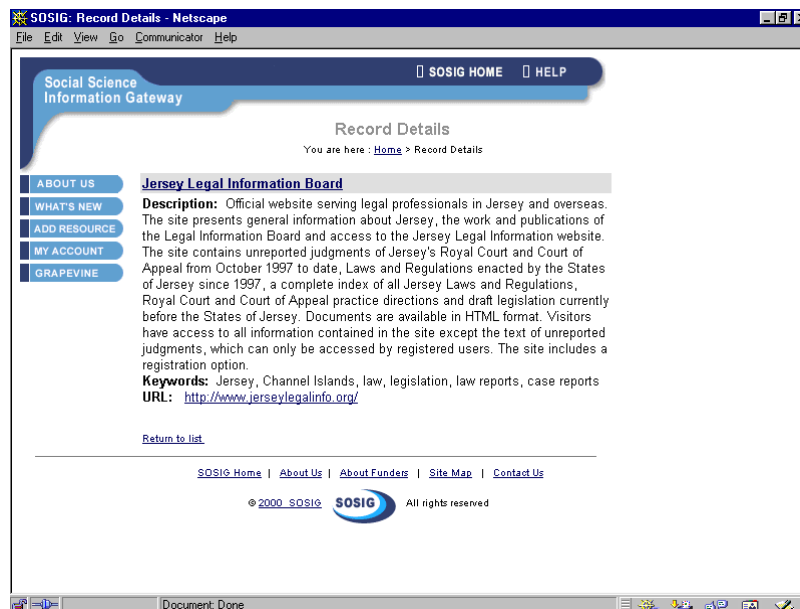 SOSIG: Record Details - Netscape
File Edit View Go Communicator Help
Social Science
Information Gateway
SOSIG HOME HELP
Record Details
You are here : Home > Record Details
ABOUT US
WHAT'S NEW
ADD RESOURCE
MY ACCOUNT
GRAPEVINE
Jersey Legal Information Board
Description: Official website serving legal professionals in Jersey and overseas.
The site presents general information about Jersey, the work and publications of
the Legal Information Board and access to the Jersey Legal Information website.
The site contains unreported judgments of Jersey's Royal Court and Court of
Appeal from October 1997 to date, Laws and Regulations enacted by the States
of Jersey since 1997, a complete index of all Jersey Laws and Regulations,
Royal Court and Court of Appeal practice directions and draft legislation currently
before the States of Jersey. Documents are available in HTML format. Visitors
have access to all information contained in the site except the text of unreported
judgments, which can only be accessed by registered users. The site includes a
registration option.
Keywords: Jersey, Channel Islands, law, legislation, law reports, case reports
URL: http://www.jerseylegalinfo.org/
Return to list
SOSIG Home | About Us | About Funders | Site Map | Contact Us
© 2000 SOSIG SOSIG All rights reserved
Document: Done